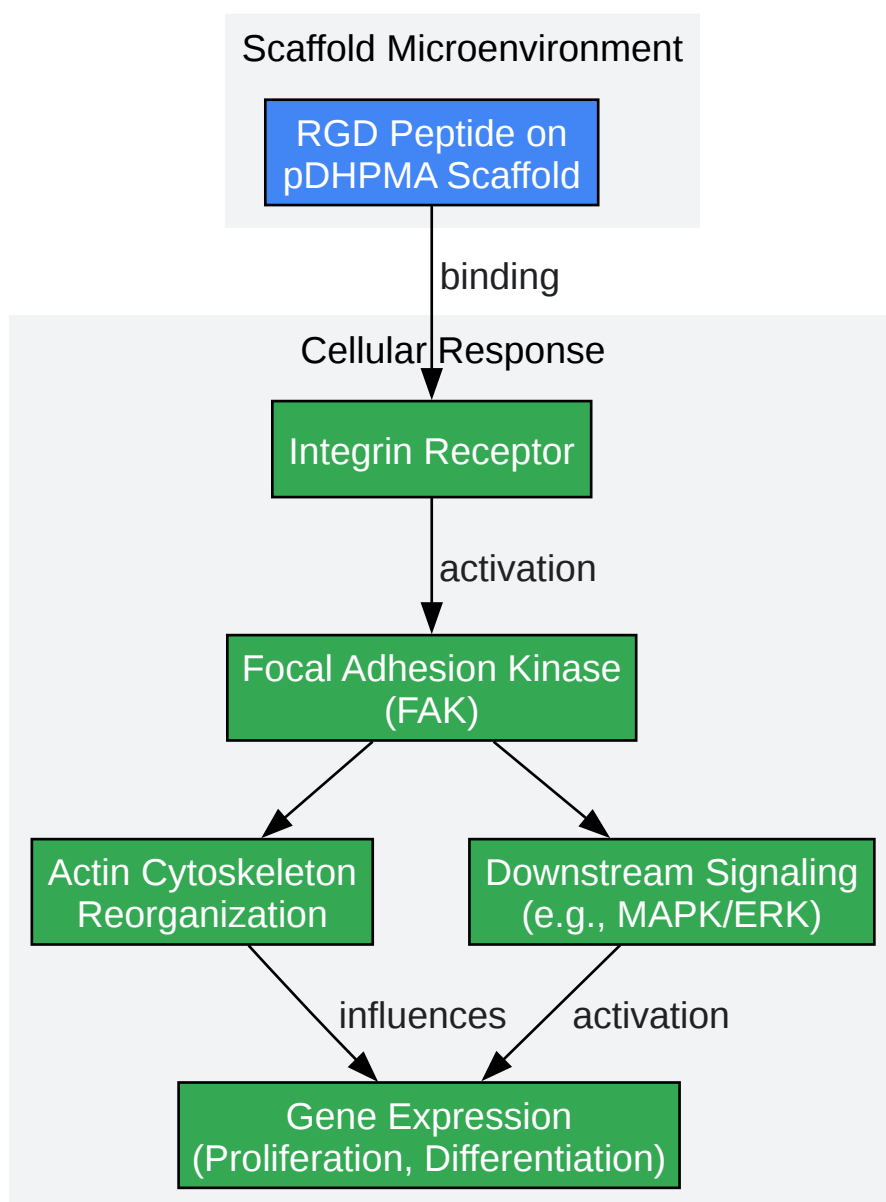 Scaffold Microenvironment
RGD Peptide on
pDHPMA Scaffold
binding
Cellular Response
Integrin Receptor
activation
Focal Adhesion Kinase
(FAK)
Actin Cytoskeleton
Reorganization
Downstream Signaling
(e.g., MAPK/ERK)
influences
activation
Gene Expression
(Proliferation, Differentiation)